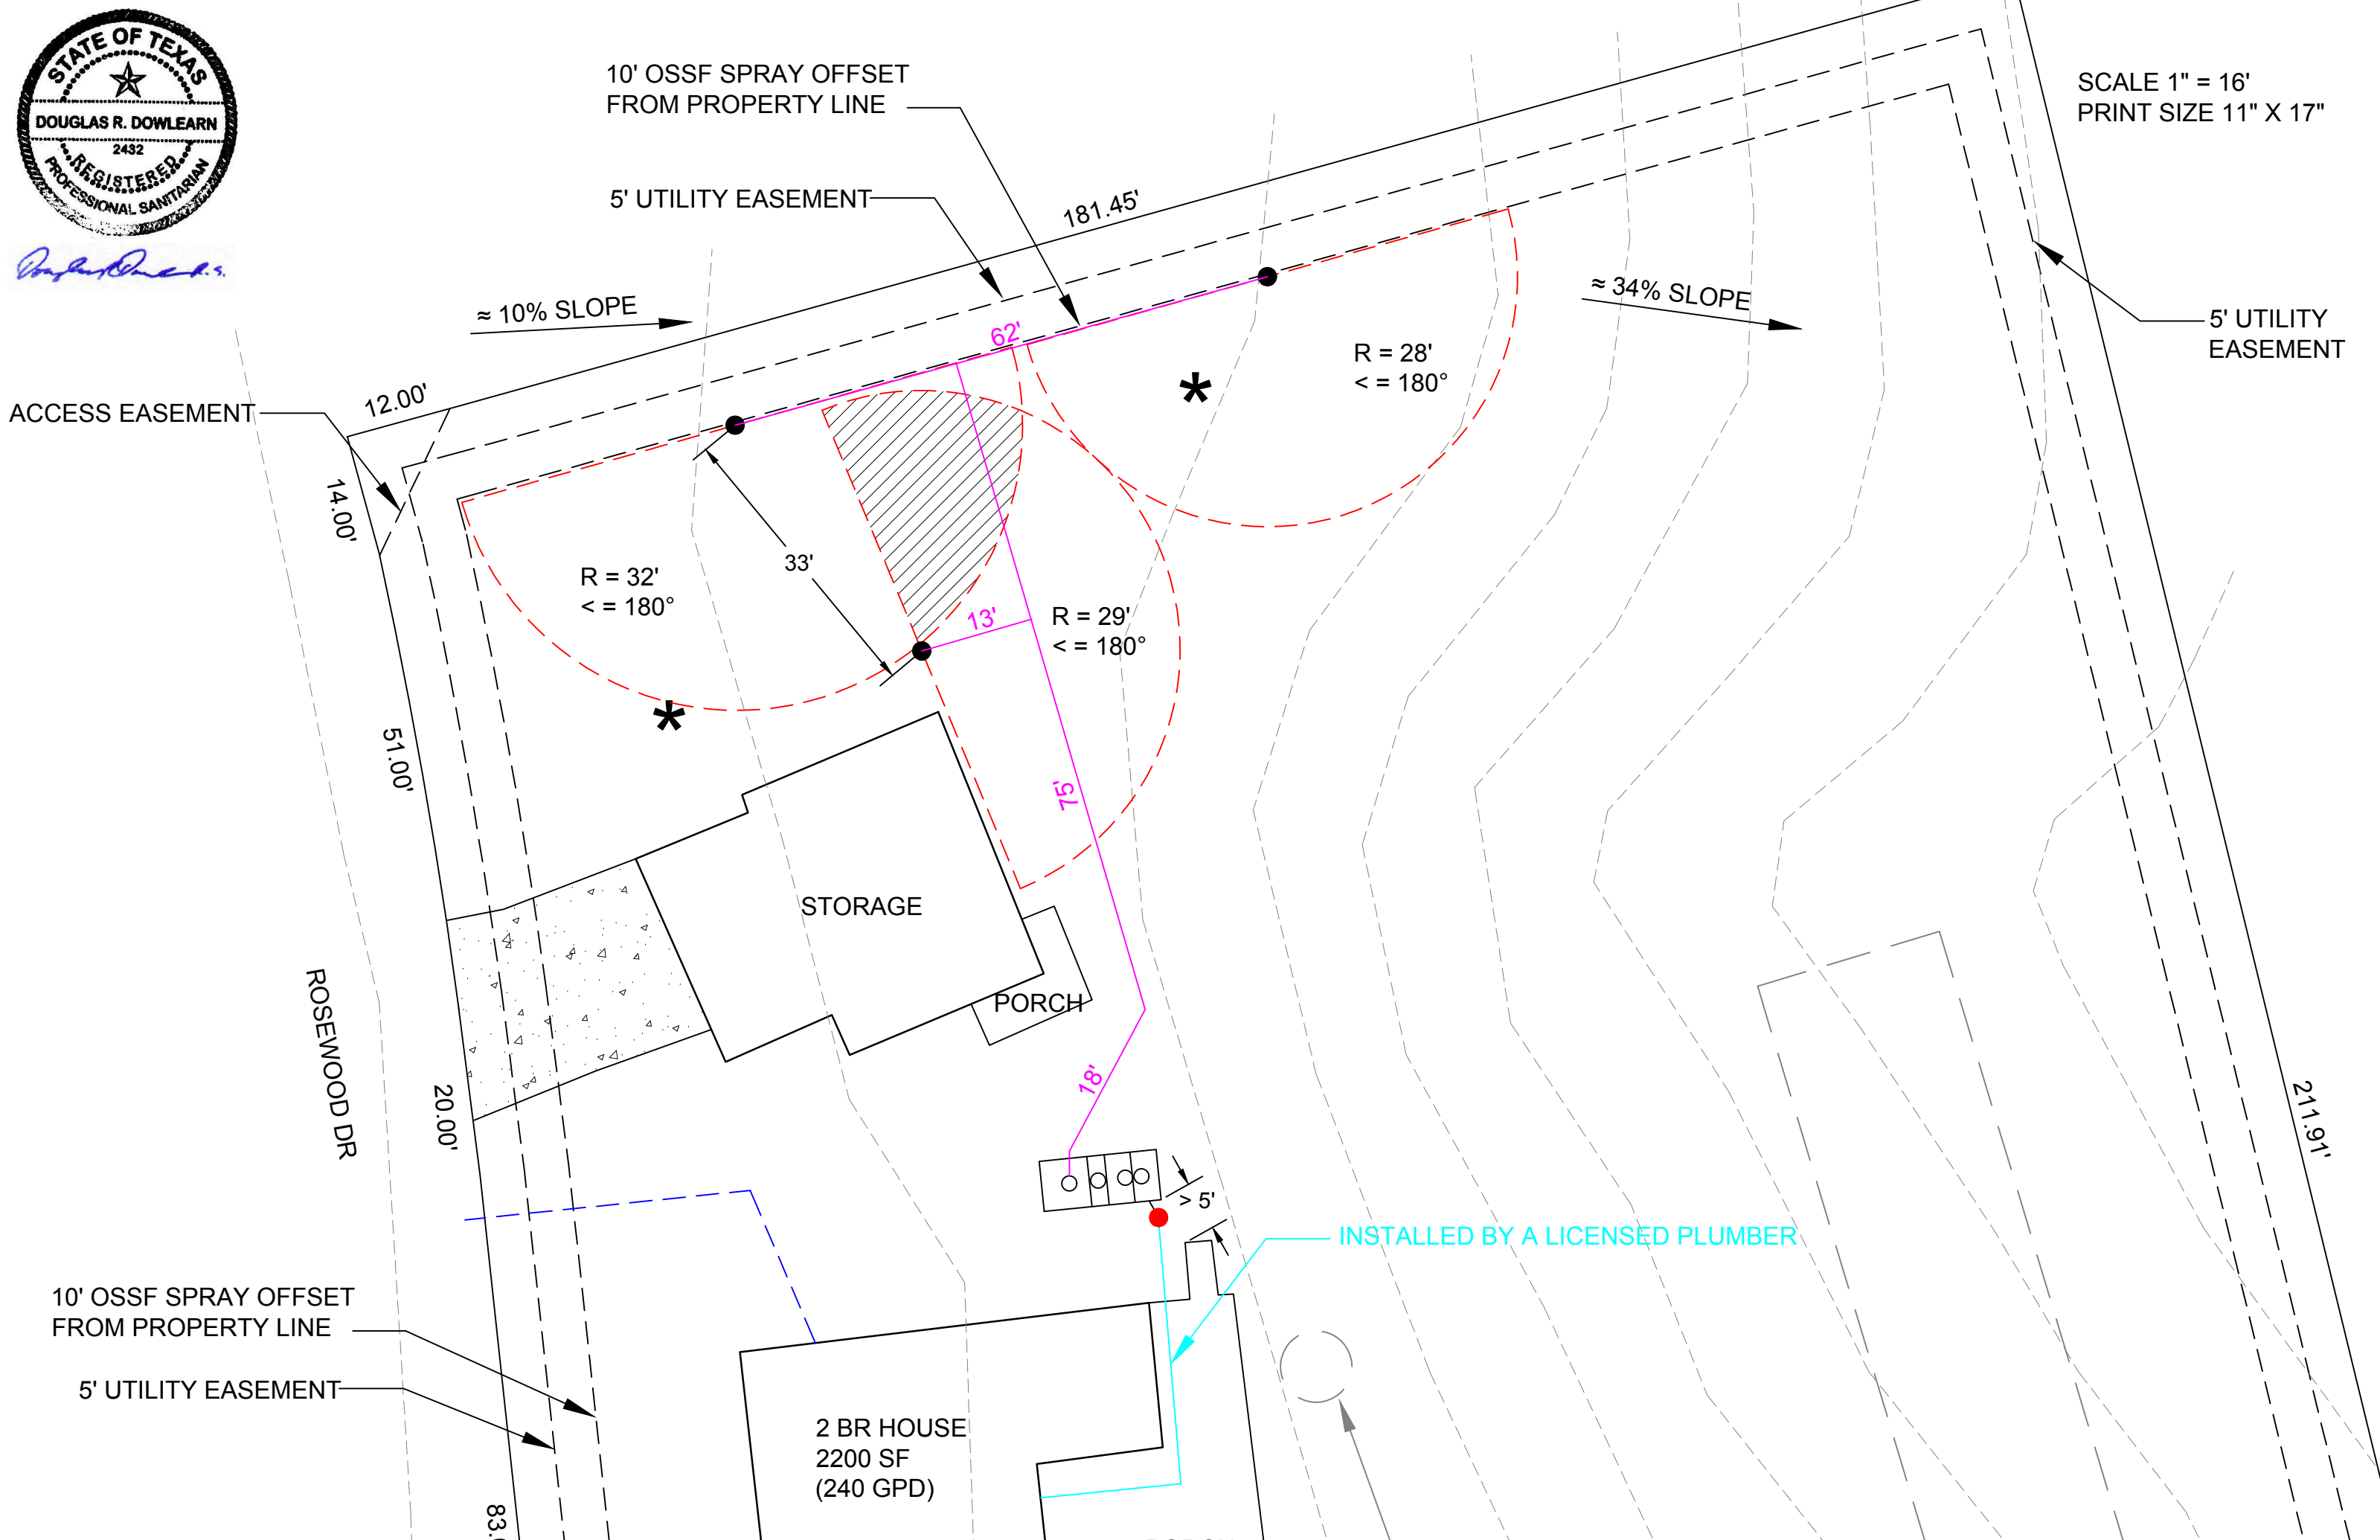 STATE OF TEXAS
DOUGLAS R. DOWLEARN
2432
REGISTERED
PROFESSIONAL SANITARIAN
10' OSSF SPRAY OFFSET
FROM PROPERTY LINE
SCALE 1" = 16'
PRINT SIZE 11" X 17"
5' UTILITY EASEMENT
181.45'
≈ 10% SLOPE
≈ 34% SLOPE
5' UTILITY
EASEMENT
62'
R = 28'
< = 180°
*
12.00'
ACCESS EASEMENT
14.00'
33'
R = 32'
< = 180°
13'
R = 29'
< = 180°
*
51.00'
75'
STORAGE
PORCH
ROSEWOOD DR
18'
20.00'
211.91'
> 5'
INSTALLED BY A LICENSED PLUMBER
10' OSSF SPRAY OFFSET
FROM PROPERTY LINE
5' UTILITY EASEMENT
2 BR HOUSE
2200 SF
(240 GPD)